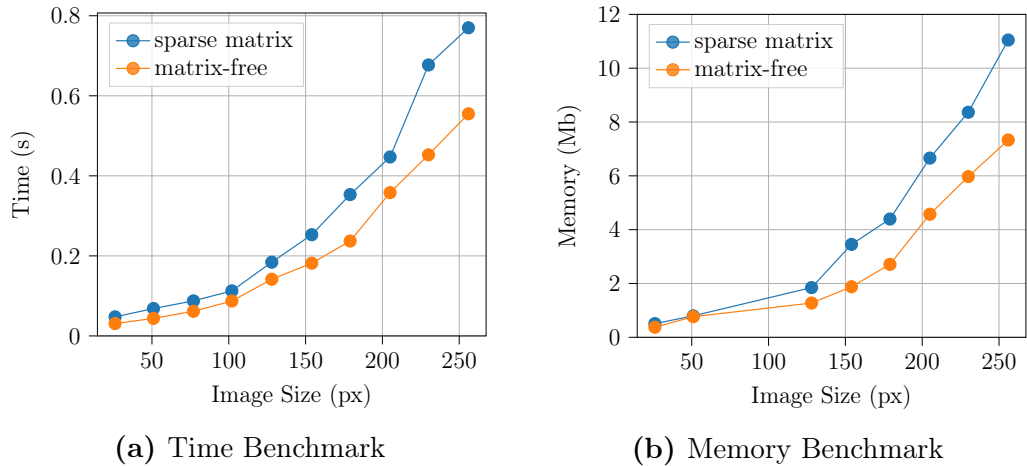 0.8
0.6
0.4
0.2
0
Time (s)
sparse matrix
matrix-free
50
100
150
200
250
Image Size (px)
(a) Time Benchmark
12
10
8
6
4
2
0
Memory (Mb)
sparse matrix
matrix-free
50
100
150
200
250
Image Size (px)
(b) Memory Benchmark